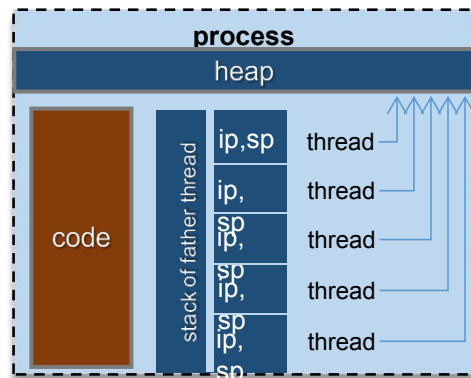 process
heap
code
stack of father thread
ip,sp
ip,
sp
ip,
sp
ip,
sp
ip,
sp
thread
thread
thread
thread
thread